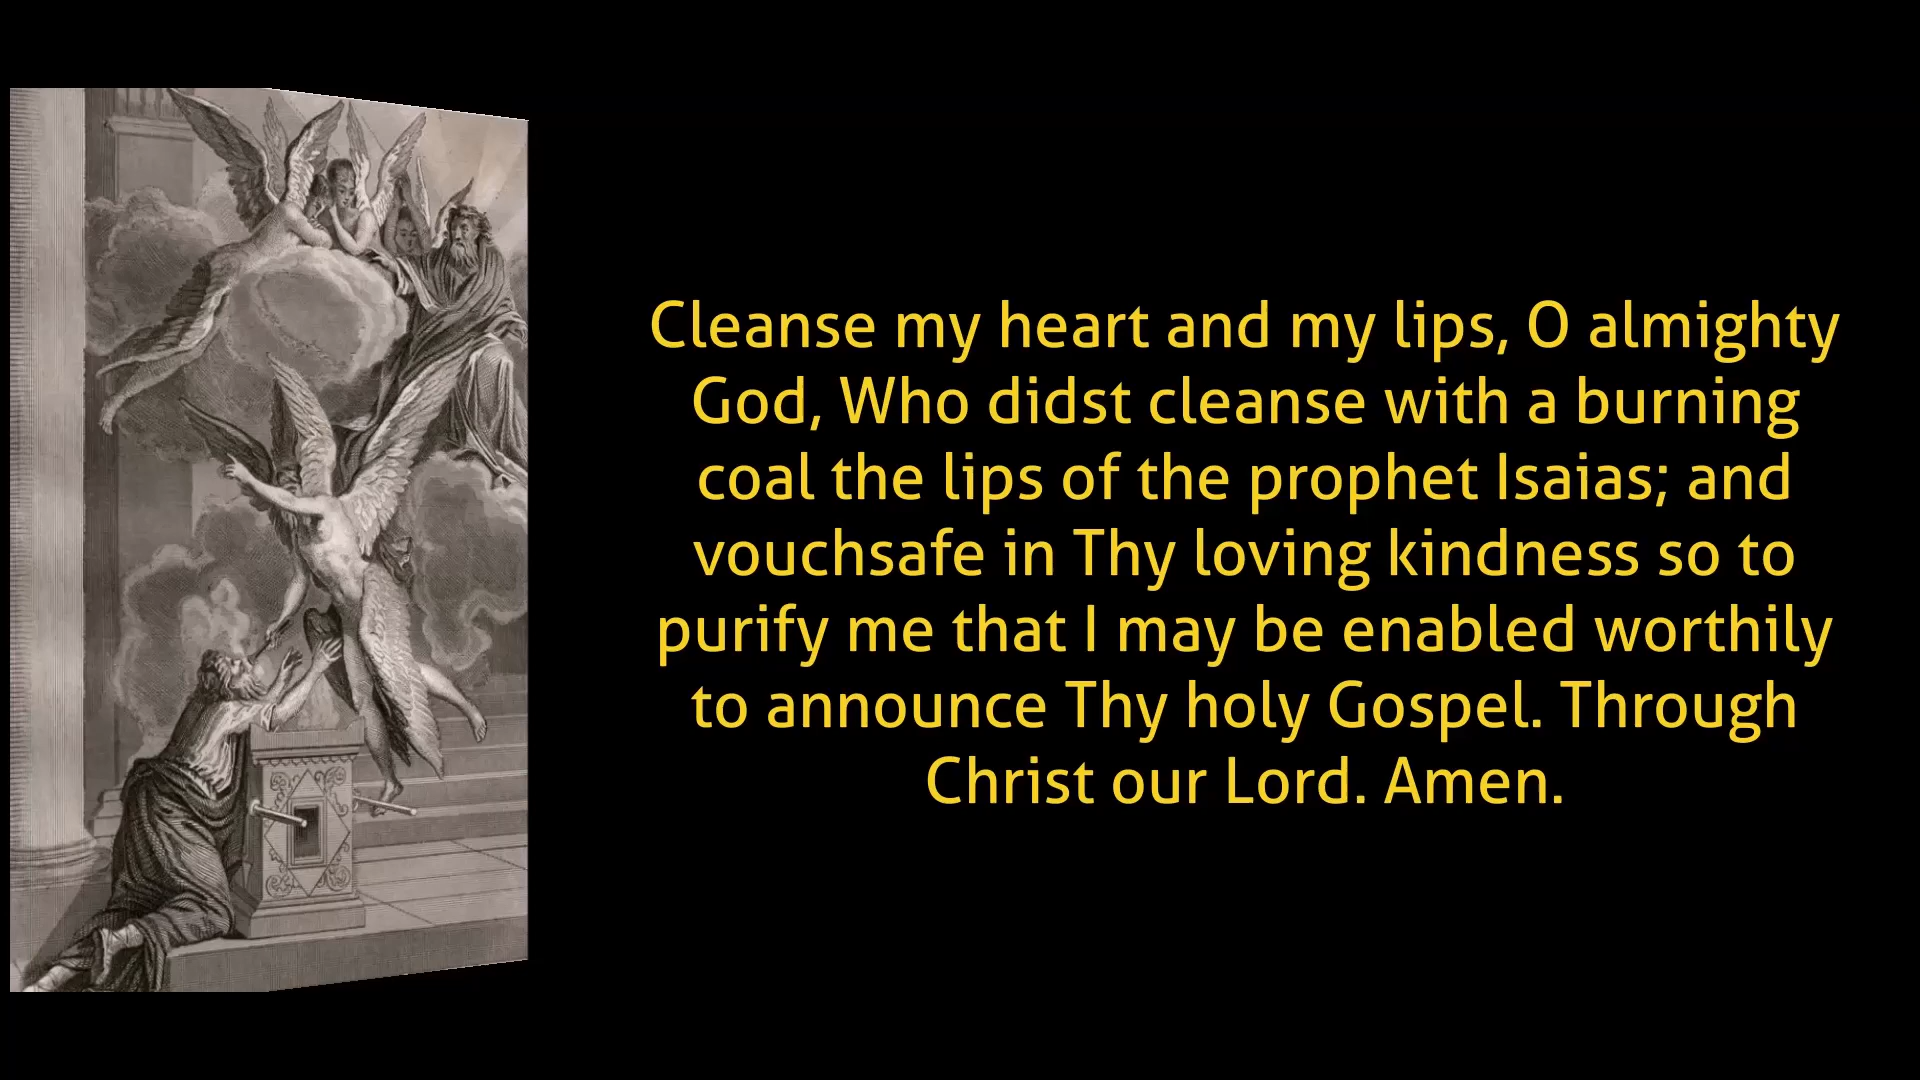 Cleanse my heart and my lips, O almighty
God, Who didst cleanse with a burning
coal the lips of the prophet Isaias; and
vouchsafe in Thy loving kindness so to
purify me that I may be enabled worthily
to announce Thy holy Gospel. Through
Christ our Lord. Amen.